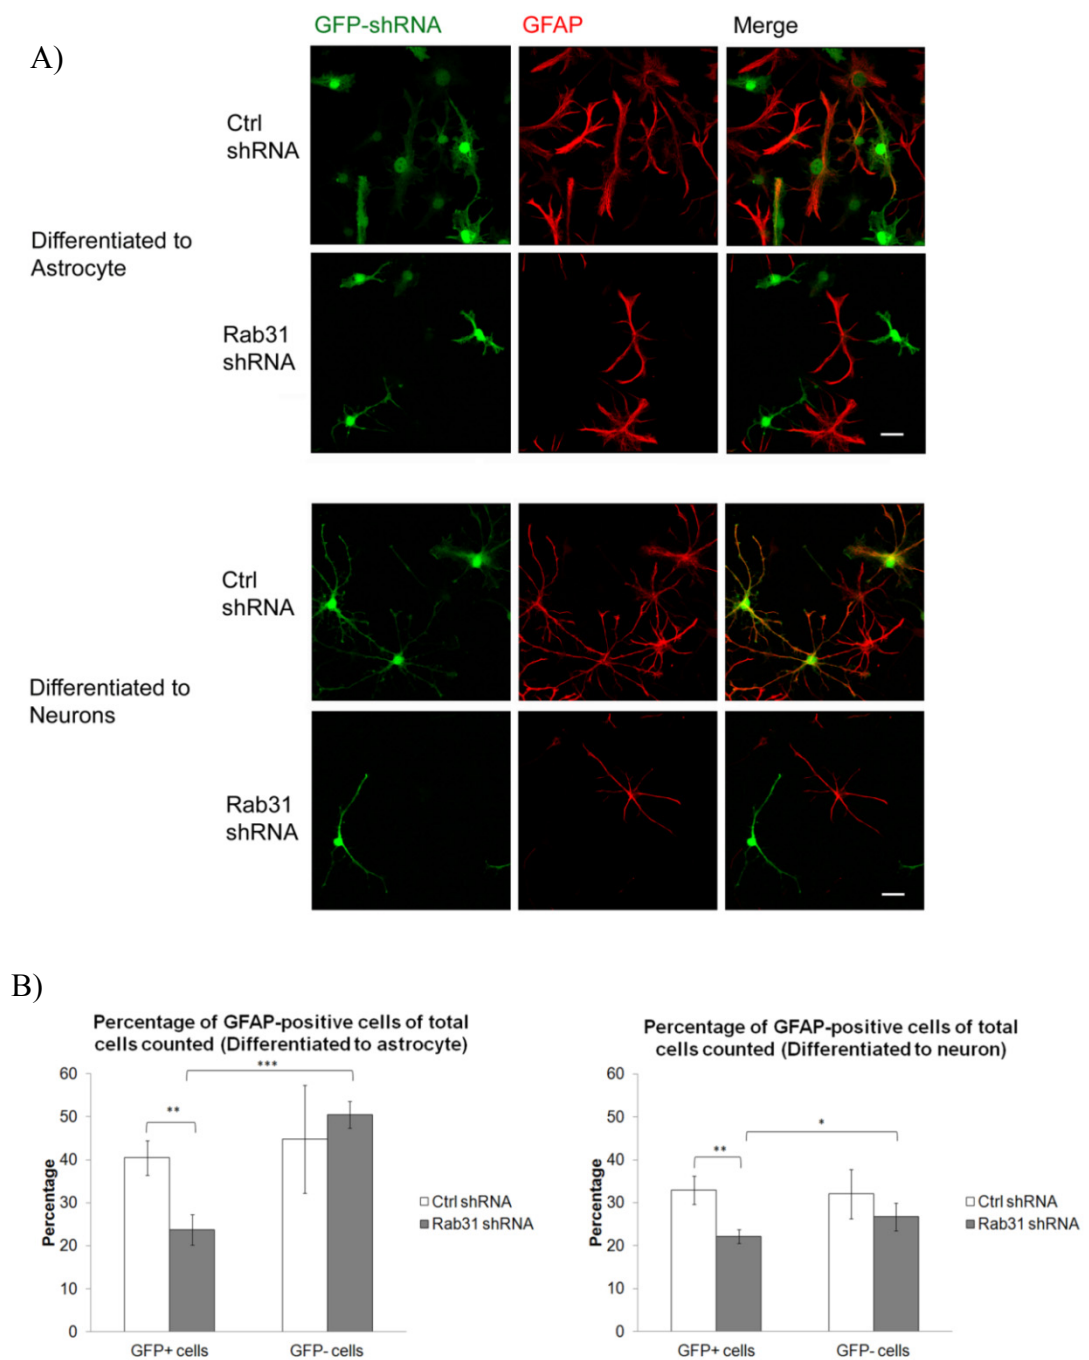 A)
GFP-shRNA
GFAP
Merge
Ctrl
shRNA
Differentiated to
Astrocyte
Rab31
shRNA
Ctrl
shRNA
Differentiated to
Neurons
Rab31
shRNA
B)
Percentage of GFAP-positive cells of total
cells counted (Differentiated to astrocyte)
Percentage
60
50
40
30
20
10
0
**
***
GFP+ cells
GFP- cells
Ctrl shRNA
Rab31 shRNA
Percentage of GFAP-positive cells of total
cells counted (Differentiated to neuron)
Percentage
60
50
40
30
20
10
0
**
*
GFP+ cells
GFP- cells
Ctrl shRNA
Rab31 shRNA